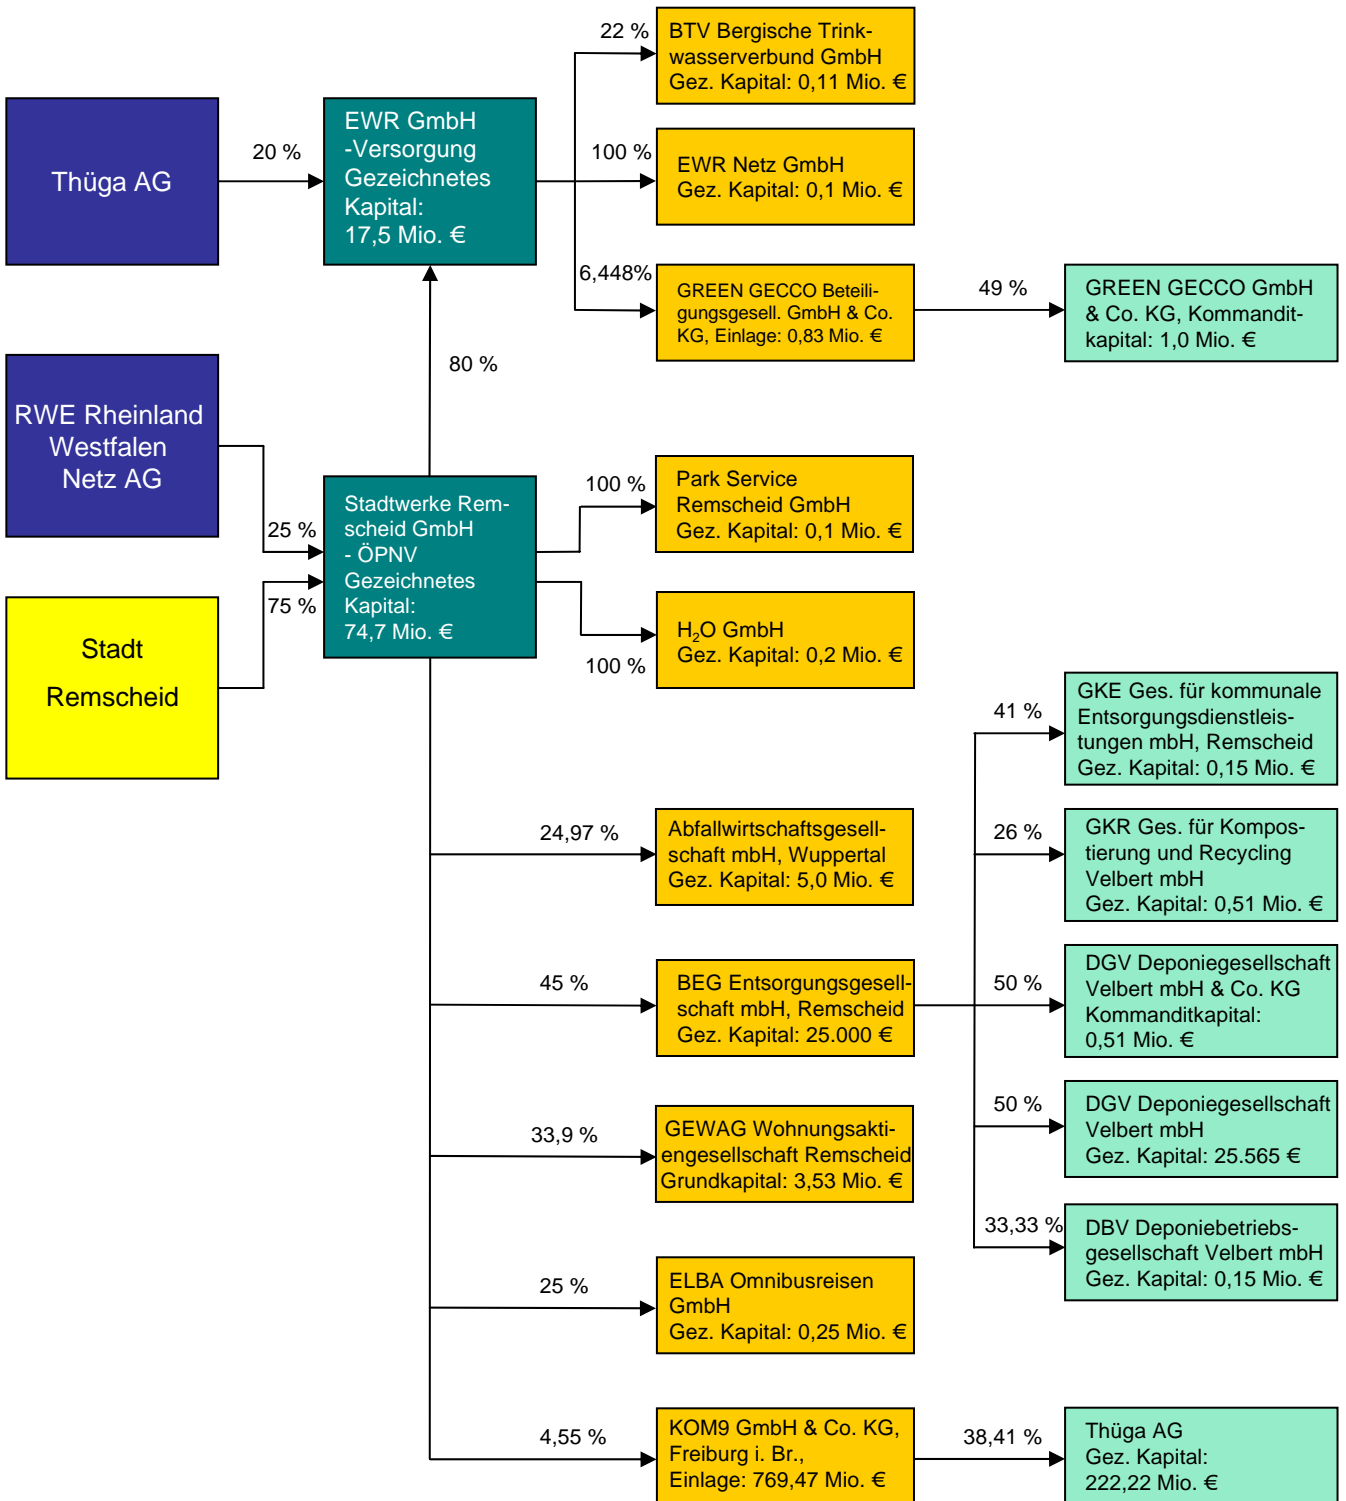 22 %
BTV Bergische Trink-
wasserverbund GmbH
Gez. Kapital: 0,11 Mio. €
Thüga AG
20 %
EWR GmbH
-Versorgung
Gezeichnetes
Kapital:
17,5 Mio. €
100 %
EWR Netz GmbH
Gez. Kapital: 0,1 Mio. €
6,448%
GREEN GECCO Beteili-
gungsgesell. GmbH & Co.
KG, Einlage: 0,83 Mio. €
49 %
GREEN GECCO GmbH
& Co. KG, Kommandit-
kapital: 1,0 Mio. €
80 %
RWE Rheinland
Westfalen
Netz AG
25 %
Stadt
Remscheid
75 %
Stadtwerke Rem-
scheid GmbH
- ÖPNV
Gezeichnetes
Kapital:
74,7 Mio. €
100 %
Park Service
Remscheid GmbH
Gez. Kapital: 0,1 Mio. €
100 %
H₂O GmbH
Gez. Kapital: 0,2 Mio. €
24,97 %
Abfallwirtschaftsgesell-
schaft mbH, Wuppertal
Gez. Kapital: 5,0 Mio. €
45 %
BEG Entsorgungsgesell-
schaft mbH, Remscheid
Gez. Kapital: 25.000 €
41 %
GKE Ges. für kommunale
Entsorgungsdienstleis-
tungen mbH, Remscheid
Gez. Kapital: 0,15 Mio. €
26 %
GKR Ges. für Kompos-
tierung und Recycling
Velbert mbH
Gez. Kapital: 0,51 Mio. €
50 %
DGV Deponiegesellschaft
Velbert mbH & Co. KG
Kommanditkapital:
0,51 Mio. €
50 %
DGV Deponiegesellschaft
Velbert mbH
Gez. Kapital: 25.565 €
33,33 %
DBV Deponiebetriebs-
gesellschaft Velbert mbH
Gez. Kapital: 0,15 Mio. €
33,9 %
GEWAG Wohnungsakti-
engesellschaft Remscheid
Grundkapital: 3,53 Mio. €
25 %
ELBA Omnibusreisen
GmbH
Gez. Kapital: 0,25 Mio. €
4,55 %
KOM9 GmbH & Co. KG,
Freiburg i. Br.,
Einlage: 769,47 Mio. €
38,41 %
Thüga AG
Gez. Kapital:
222,22 Mio. €